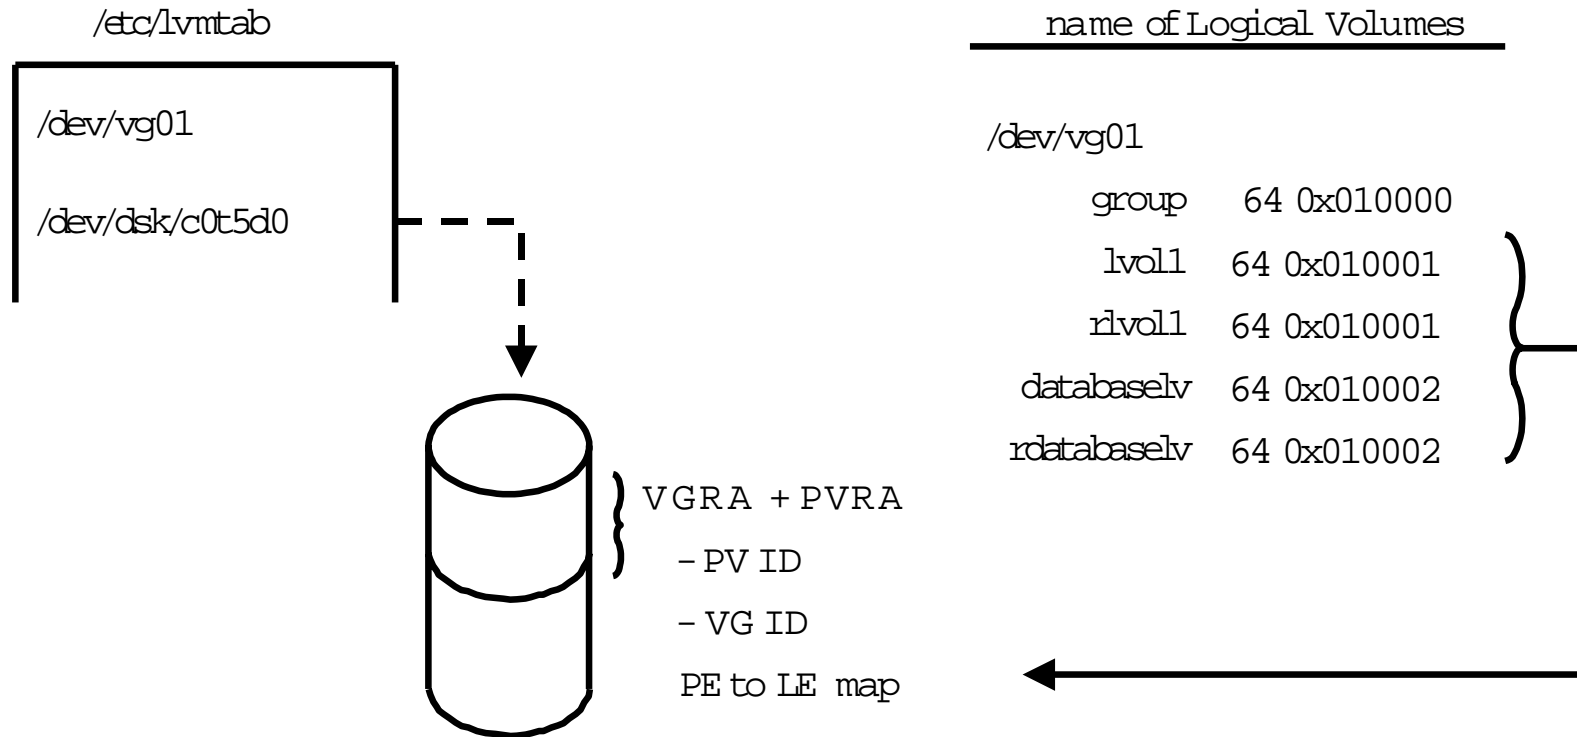 /etc/lvmtab
/dev/vg01
/dev/dsk/c0t5d0
name of Logical Volumes
/dev/vg01
group 64 0x010000
lvol1 64 0x010001
rlvol1 64 0x010001
databaselv 64 0x010002
rdatabaselv 64 0x010002
VGRA + PVRA
- PV ID
- VG ID
PE to LE map